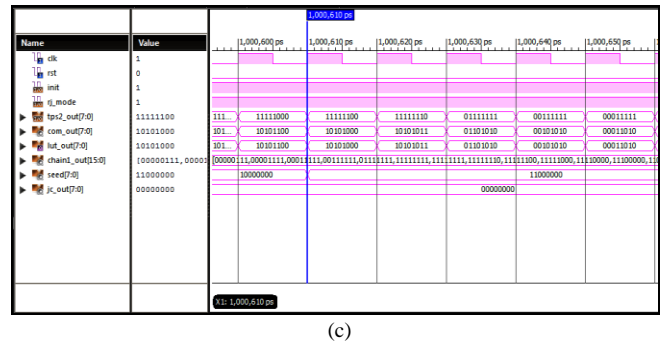 1,000,610 ps
Name Value 1,000,600 ps 1,000,610 ps 1,000,620 ps 1,000,630 ps 1,000,640 ps 1,000,650 ps
clk 1
rst 0
init 1
rj_mode 1
tps2_out[7:0] 11111100 111... 11111000 11111100 11111110 01111111 00111111 00011111
com_out[7:0] 10101000 101... 10101100 10101000 10101011 01101010 00101010 00011010
lut_out[7:0] 10101000 101... 10101100 10101000 10101011 01101010 00101010 00011010
chain1_out[15:0] [00000111,00001
seed[7:0] 11000000 10000000 11000000
jc_out[7:0] 00000000 00000000
X1: 1,000,610 ps
(c)